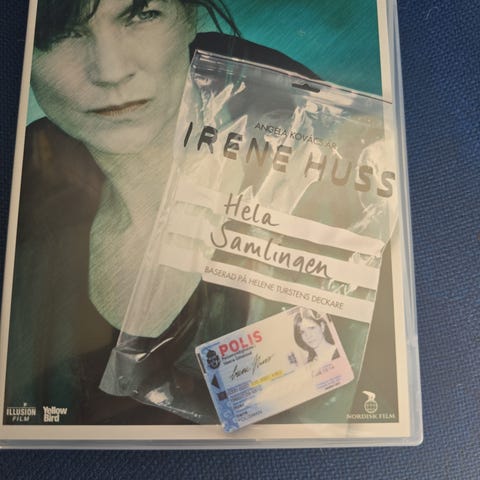 ANGELA KOVÁCS ÄR
IRENE HUSS
Hela
Samlingen
BASERAD PÅ HELENE TURSTENS DECKARE
POLIS
ILLUSION
FILM
Yellow
Bird
NORDISK FILM